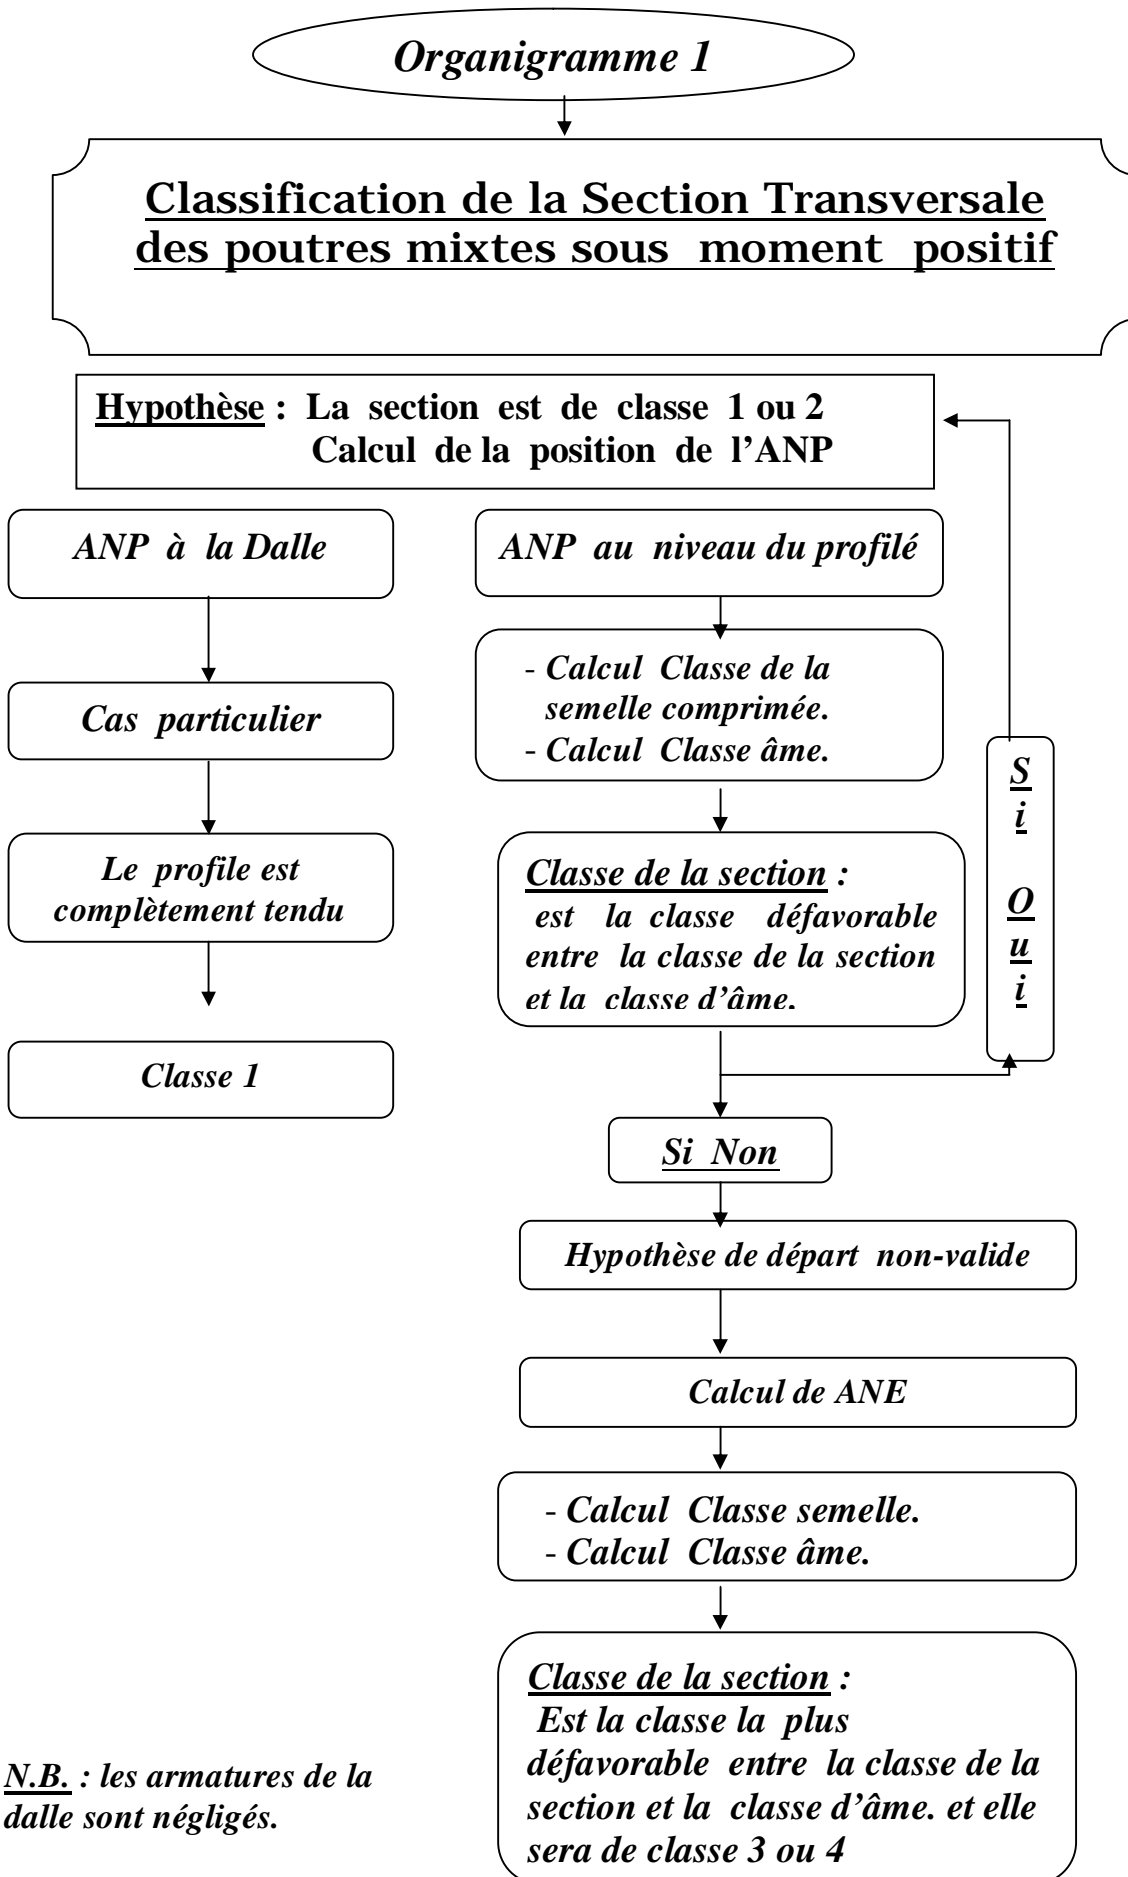 Organigramme 1
Classification de la Section Transversale
des poutres mixtes sous moment positif
Hypothèse : La section est de classe 1 ou 2
Calcul de la position de l’ANP
ANP à la Dalle
Cas particulier
Le profile est
complètement tendu
Classe 1
ANP au niveau du profilé
- Calcul Classe de la
semelle comprimée.
- Calcul Classe âme.
Classe de la section :
est la classe défavorable
entre la classe de la section
et la classe d’âme.
S
i
O
u
i
Si Non
Hypothèse de départ non-valide
Calcul de ANE
- Calcul Classe semelle.
- Calcul Classe âme.
Classe de la section :
Est la classe la plus
défavorable entre la classe de la
section et la classe d’âme. et elle
sera de classe 3 ou 4
N.B. : les armatures de la
dalle sont négligés.